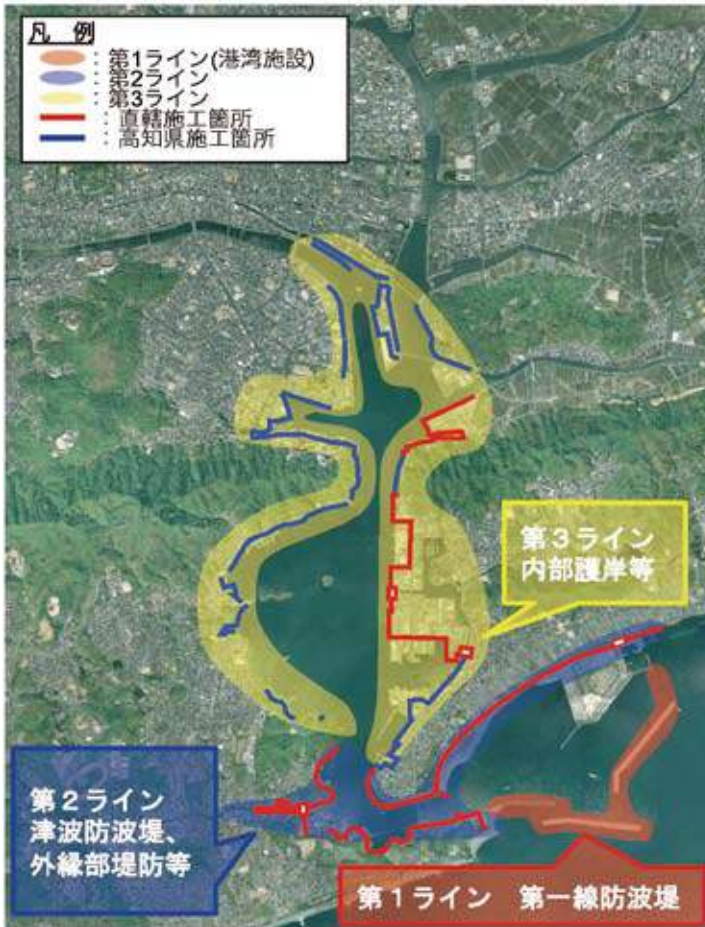 凡 例
: 第1ライン(港湾施設)
: 第2ライン
: 第3ライン
: 直轄施工箇所
: 高知県施工箇所
第３ライン
内部護岸等
第２ライン
津波防波堤、
外縁部堤防等
第１ライン 第一線防波堤